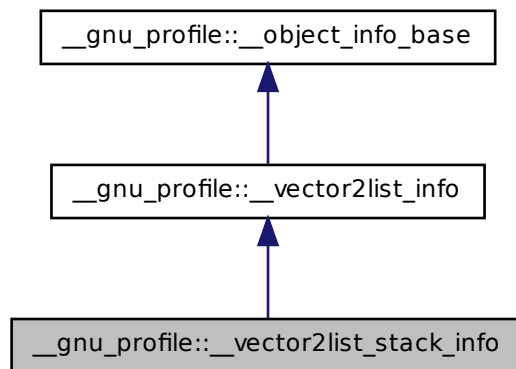 __gnu_profile::__object_info_base
__gnu_profile::__vector2list_info
__gnu_profile::__vector2list_stack_info